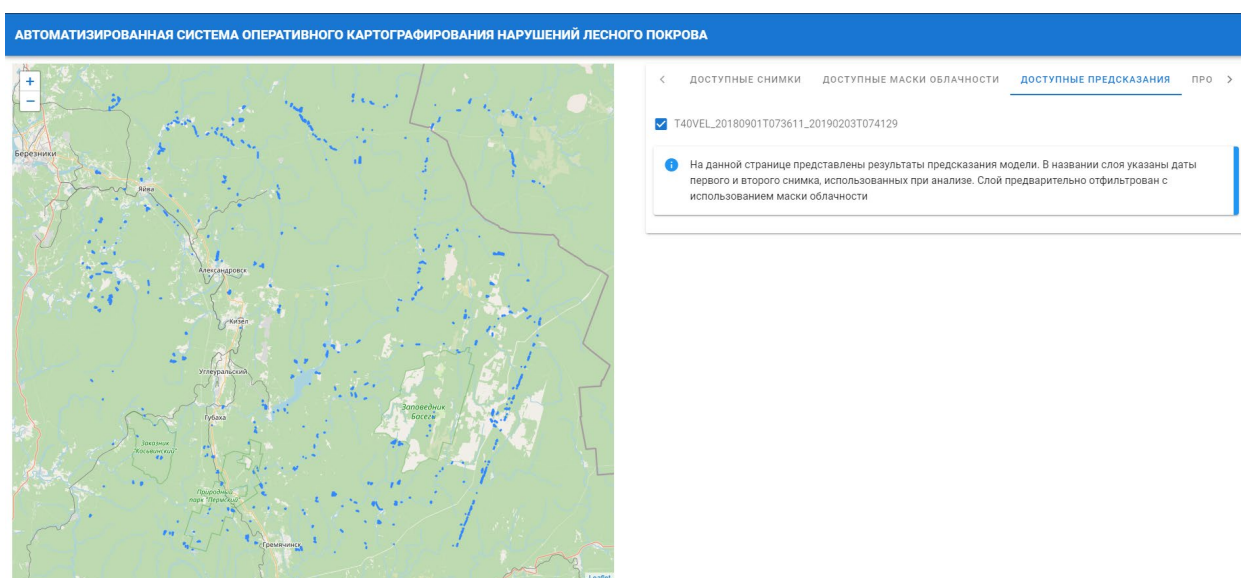 АВТОМАТИЗИРОВАННАЯ СИСТЕМА ОПЕРАТИВНОГО КАРТОГРАФИРОВАНИЯ НАРУШЕНИЙ ЛЕСНОГО ПОКРОВА
+
−
Березники
Яйва
Александровск
Кизел
Углеуральский
Губаха
Заповедник
Басеги
Заказник
"Косьвинский"
Природный
парк "Пермский"
Гремячинск
Leaflet
< ДОСТУПНЫЕ СНИМКИ ДОСТУПНЫЕ МАСКИ ОБЛАЧНОСТИ ДОСТУПНЫЕ ПРЕДСКАЗАНИЯ ПРО >
T40VEL_20180901T073611_20190203T074129
На данной странице представлены результаты предсказания модели. В названии слоя указаны даты
первого и второго снимка, использованных при анализе. Слой предварительно отфильтрован с
использованием маски облачности